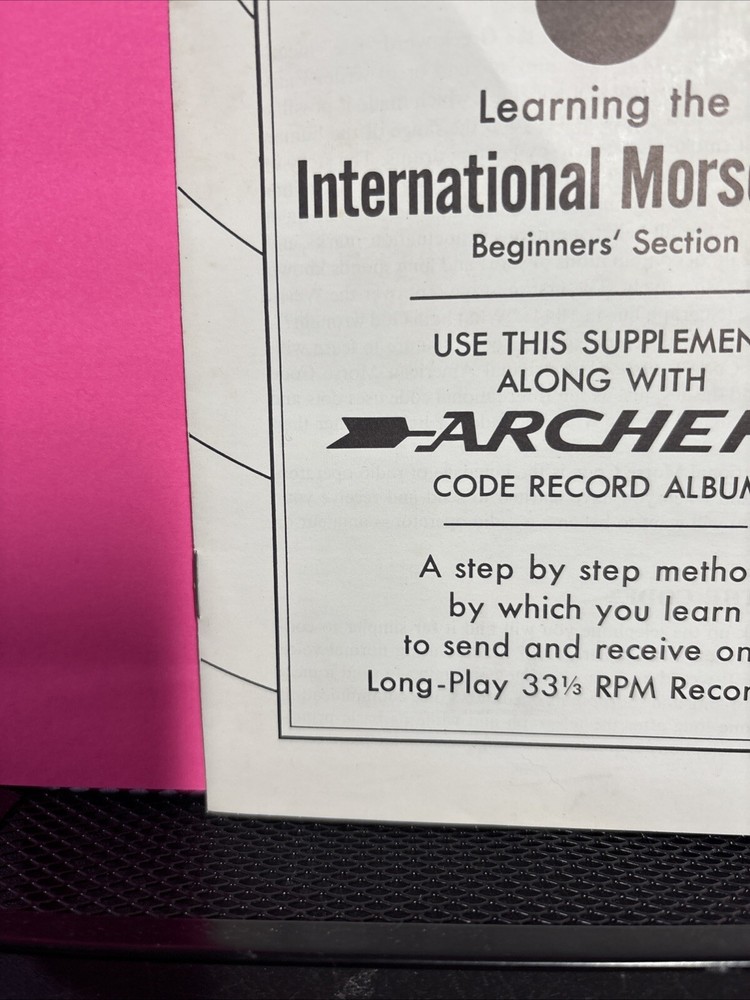 Learning the
International Mors
Beginners' Section
USE THIS SUPPLEMEN
ALONG WITH
ARCHER
CODE RECORD ALBUM
A step by step metho
by which you learn
to send and receive on
Long-Play 33⅓ RPM Recor